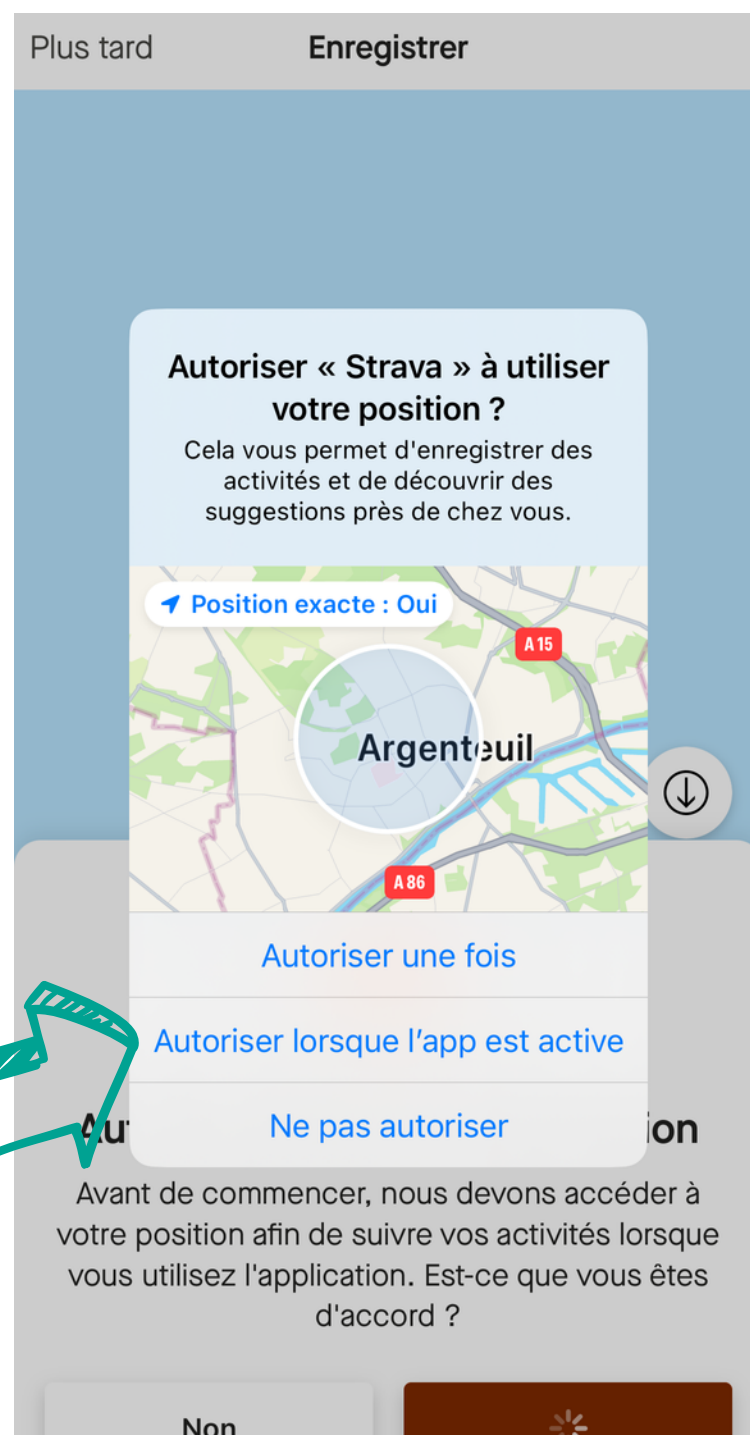 Plus tard Enregistrer
Autoriser « Strava » à utiliser
votre position ?
Cela vous permet d'enregistrer des
activités et de découvrir des
suggestions près de chez vous.
Position exacte : Oui
A 15
Argenteuil
A 86
Autoriser une fois
Autoriser lorsque l’app est active
Ne pas autoriser
Avant de commencer, nous devons accéder à
votre position afin de suivre vos activités lorsque
vous utilisez l'application. Est-ce que vous êtes
d'accord ?
Non